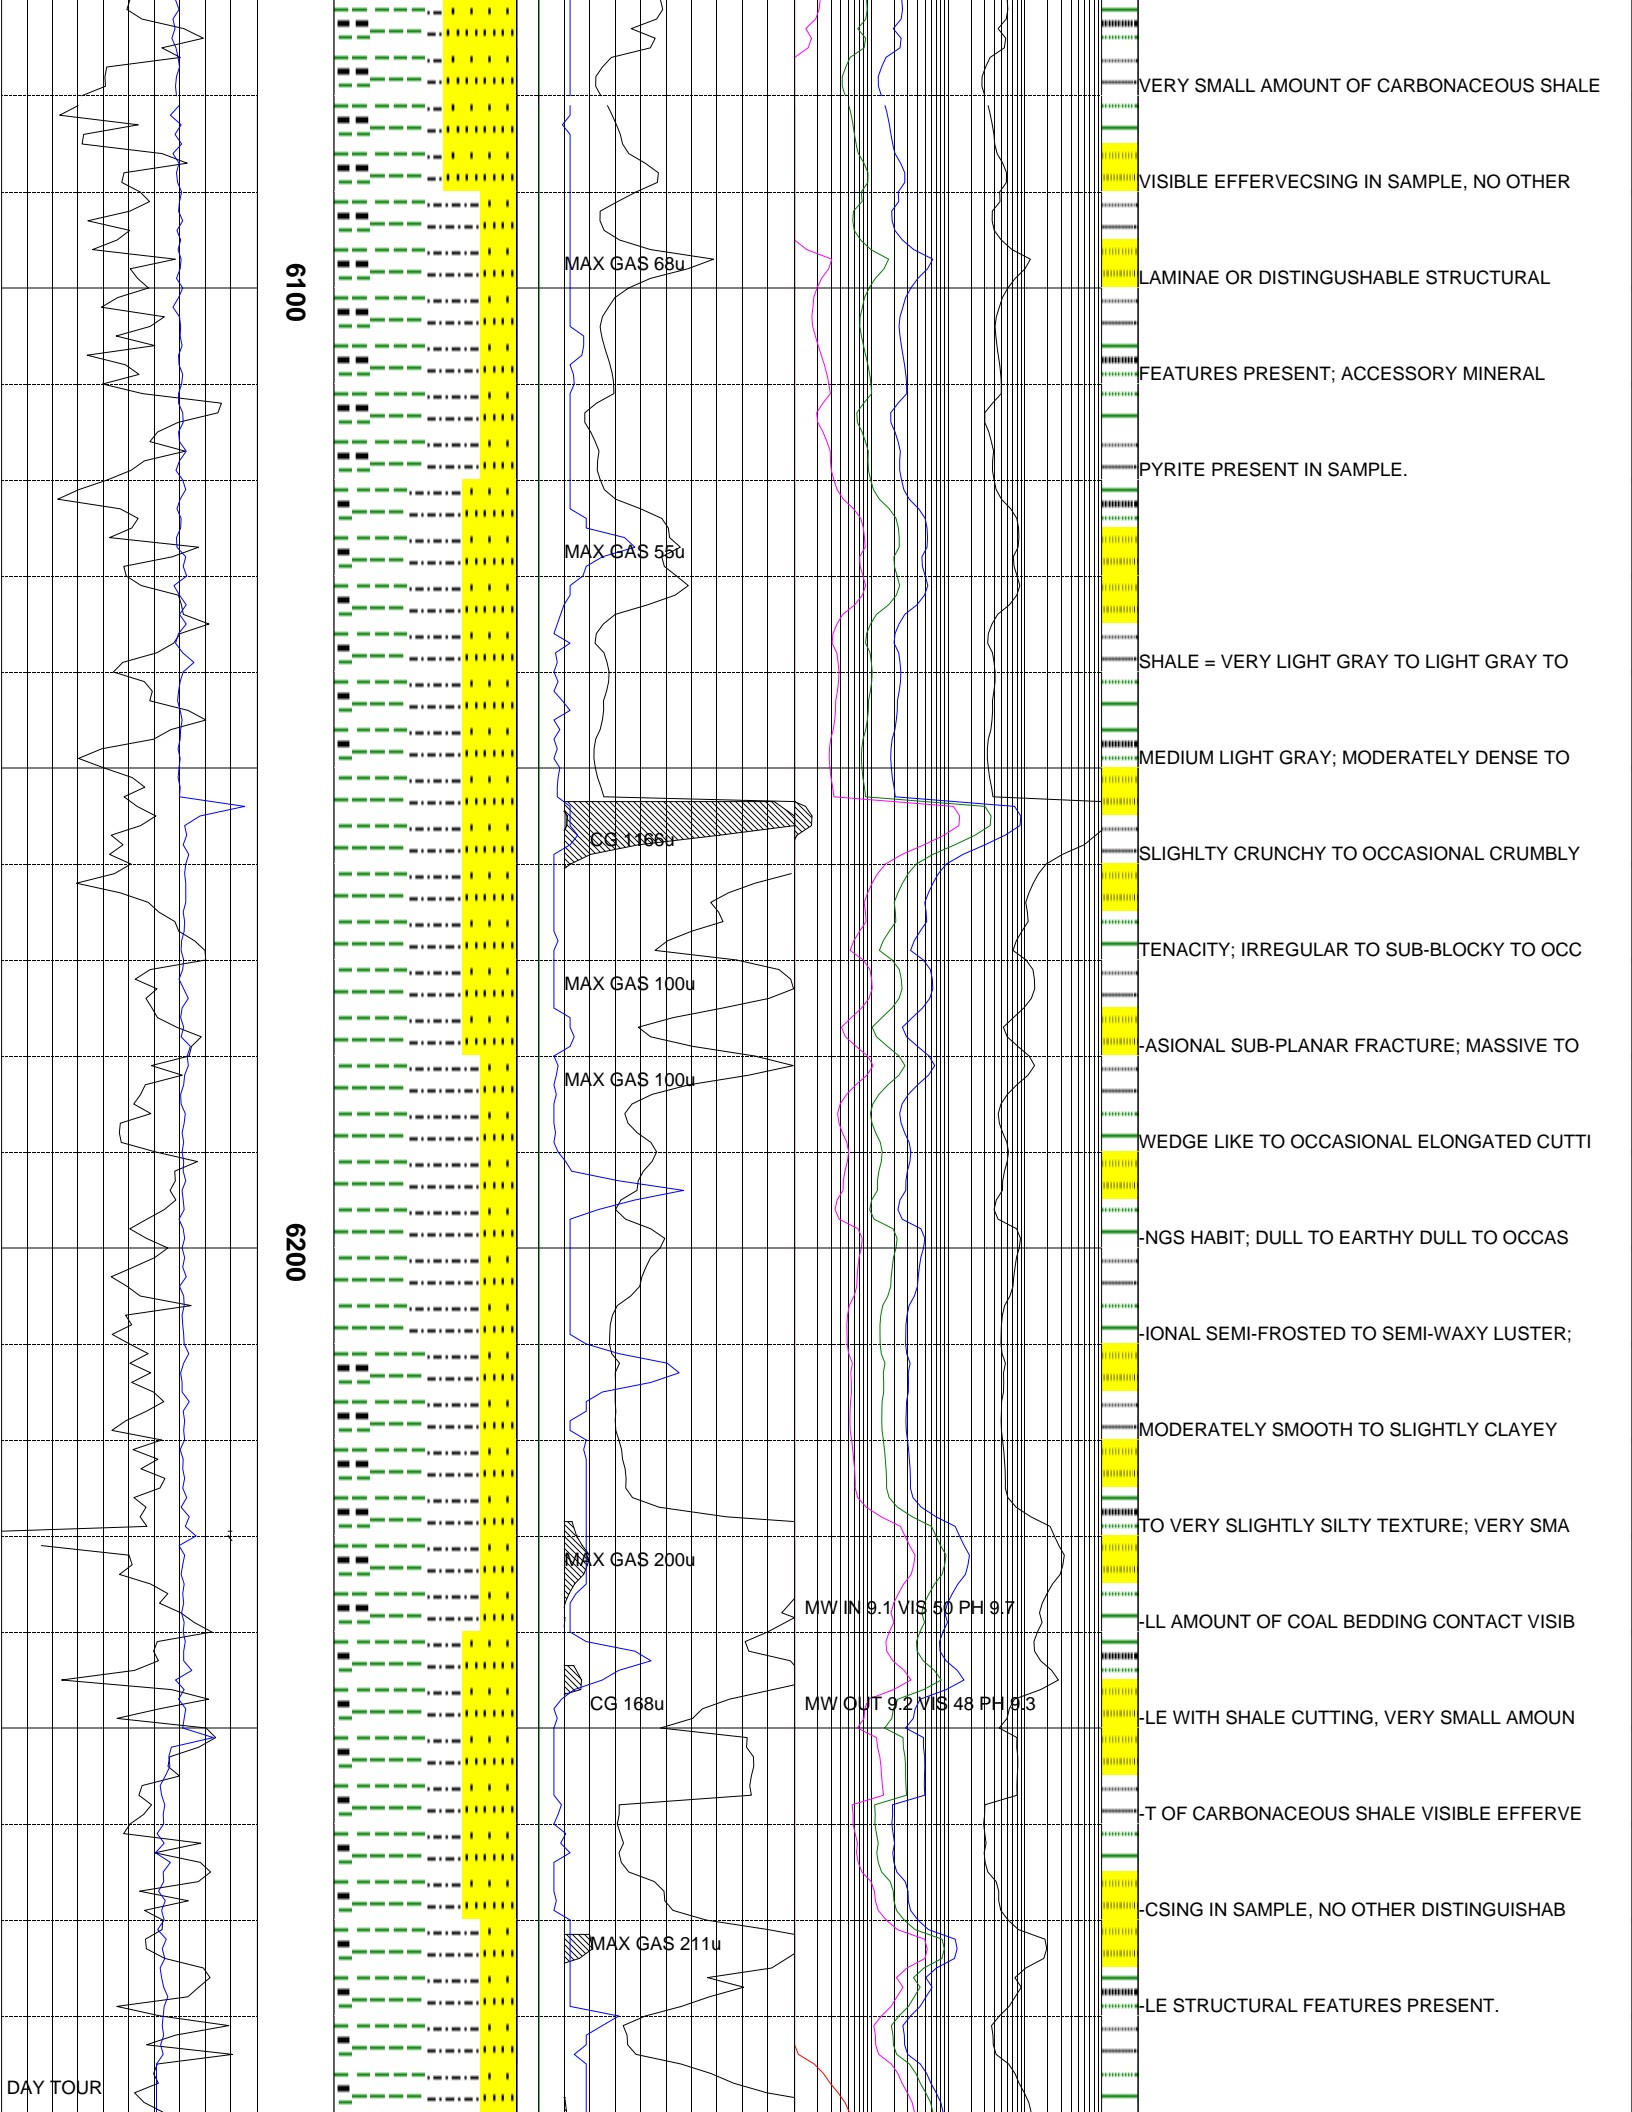 VERY SMALL AMOUNT OF CARBONACEOUS SHALE
VISIBLE EFFERVECSING IN SAMPLE, NO OTHER
6100
MAX GAS 68u
LAMINAE OR DISTINGUSHABLE STRUCTURAL
FEATURES PRESENT; ACCESSORY MINERAL
PYRITE PRESENT IN SAMPLE.
MAX GAS 55u
SHALE = VERY LIGHT GRAY TO LIGHT GRAY TO
MEDIUM LIGHT GRAY; MODERATELY DENSE TO
CG 1166u
SLIGHLTY CRUNCHY TO OCCASIONAL CRUMBLY
TENACITY; IRREGULAR TO SUB-BLOCKY TO OCC
MAX GAS 100u
-ASIONAL SUB-PLANAR FRACTURE; MASSIVE TO
MAX GAS 100u
WEDGE LIKE TO OCCASIONAL ELONGATED CUTTI
6200
-NGS HABIT; DULL TO EARTHY DULL TO OCCAS
-IONAL SEMI-FROSTED TO SEMI-WAXY LUSTER;
MODERATELY SMOOTH TO SLIGHTLY CLAYEY
TO VERY SLIGHTLY SILTY TEXTURE; VERY SMA
MAX GAS 200u
MW IN 9.1 VIS 50 PH 9.7
-LL AMOUNT OF COAL BEDDING CONTACT VISIB
CG 168u
MW OUT 9.2 VIS 48 PH 9.3
-LE WITH SHALE CUTTING, VERY SMALL AMOUN
-T OF CARBONACEOUS SHALE VISIBLE EFFERVE
-CSING IN SAMPLE, NO OTHER DISTINGUISHAB
MAX GAS 211u
-LE STRUCTURAL FEATURES PRESENT.
DAY TOUR